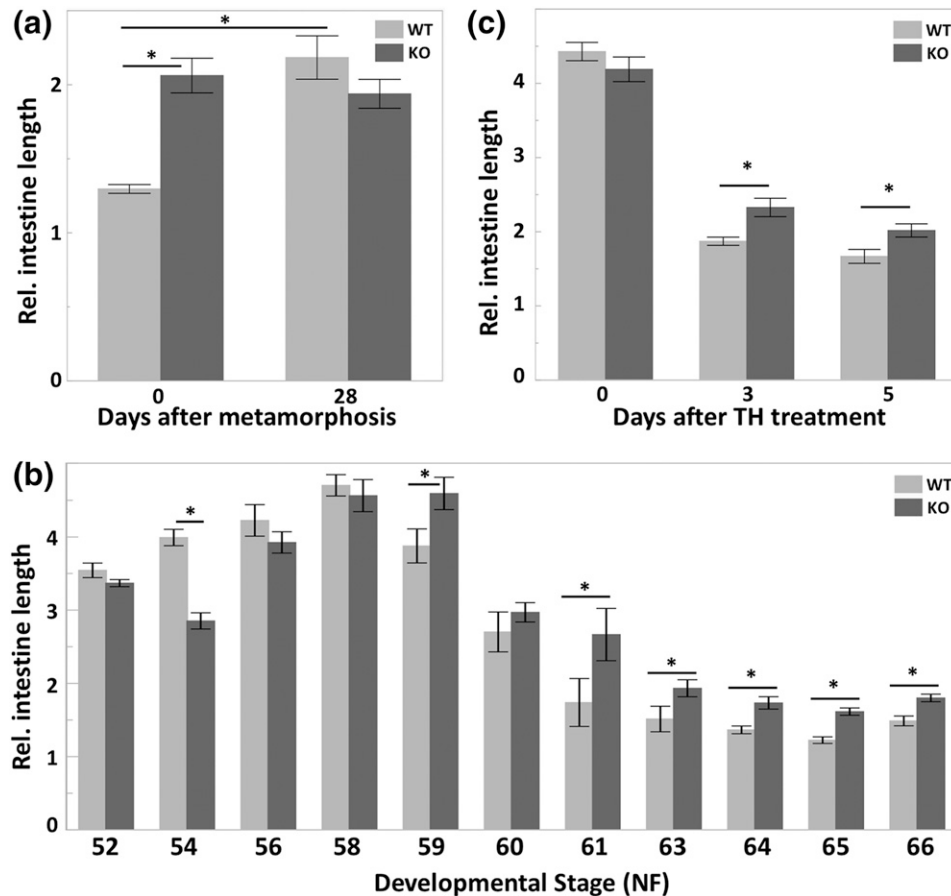 (a)
*
*
WT
KO
Rel. intestine length
2
1
0
0 28
Days after metamorphosis
(c)
WT
KO
Rel. intestine length
4
3
2
1
0
*
*
0 3 5
Days after TH treatment
(b)
WT
KO
Rel. intestine length
4
3
2
1
0
*
*
*
*
*
*
*
52 54 56 58 59 60 61 63 64 65 66
Developmental Stage (NF)